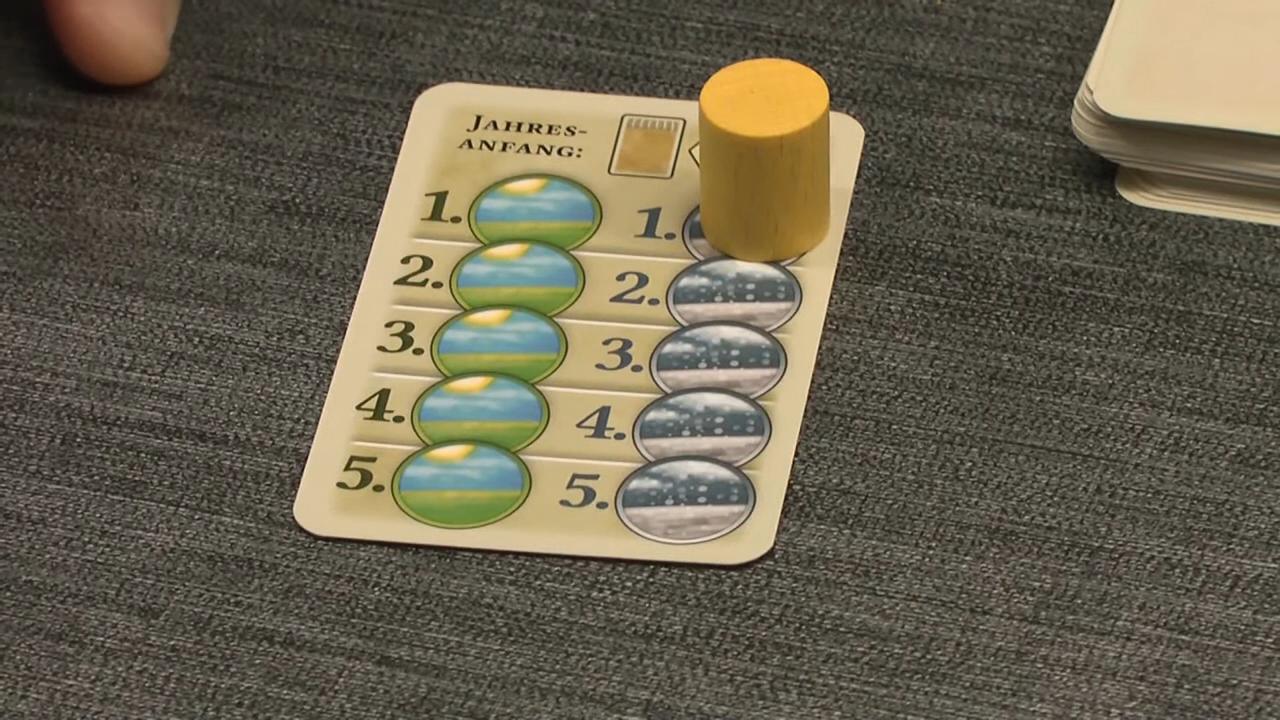 JAHRES-
ANFANG:
1. 1.
2. 2.
3. 3.
4. 4.
5. 5.